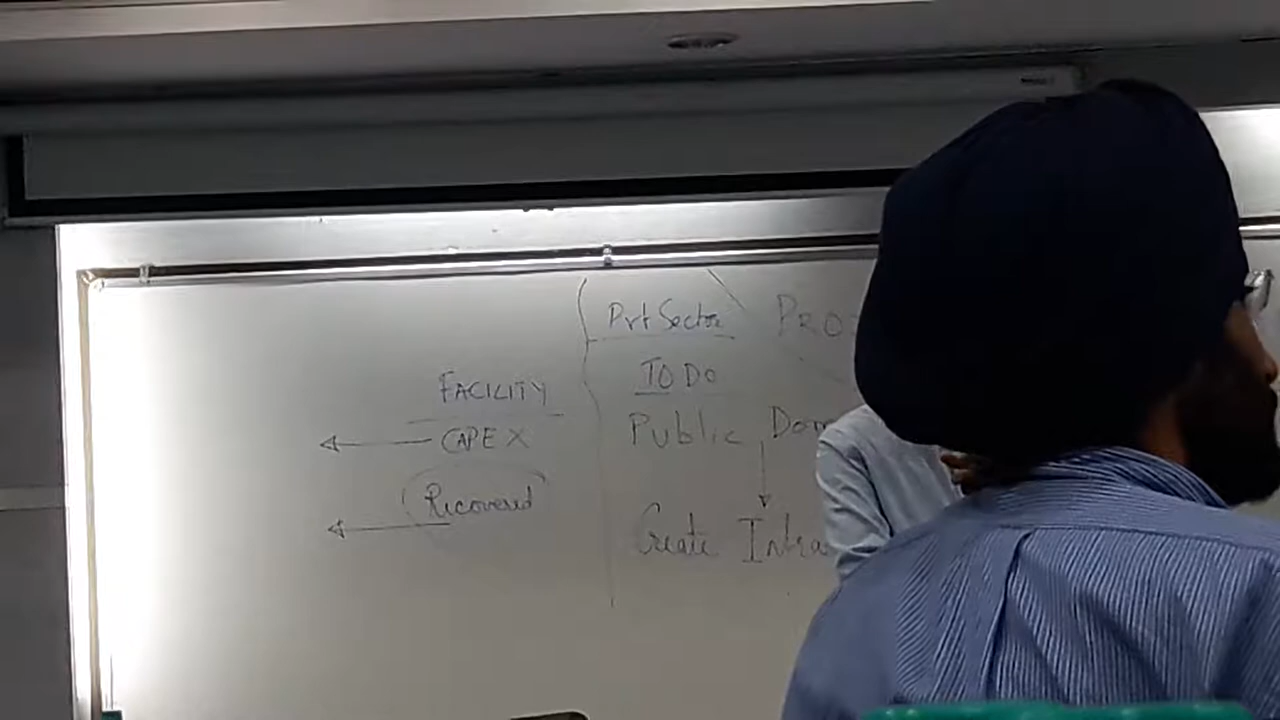 FACILITY
CAPEX
Recovered
Pvt Sector
TO DO
Public
Create